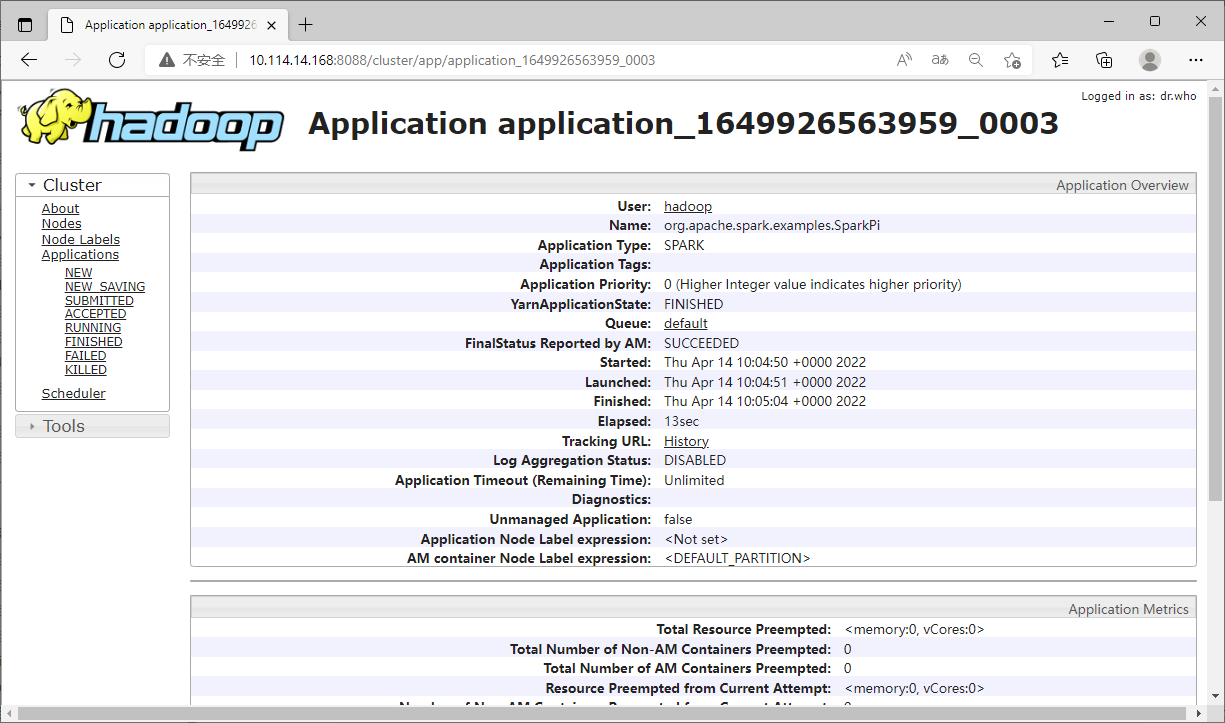 Application application_1649926
不安全
10.114.14.168:8088/cluster/app/application_1649926563959_0003
aあ
Logged in as: dr.who
hadoop
Application application_1649926563959_0003
Cluster
About
Nodes
Node Labels
Applications
NEW
NEW_SAVING
SUBMITTED
ACCEPTED
RUNNING
FINISHED
FAILED
KILLED
Scheduler
Tools
Application Overview
User: hadoop
Name: org.apache.spark.examples.SparkPi
Application Type: SPARK
Application Tags:
Application Priority: 0 (Higher Integer value indicates higher priority)
YarnApplicationState: FINISHED
Queue: default
FinalStatus Reported by AM: SUCCEEDED
Started: Thu Apr 14 10:04:50 +0000 2022
Launched: Thu Apr 14 10:04:51 +0000 2022
Finished: Thu Apr 14 10:05:04 +0000 2022
Elapsed: 13sec
Tracking URL: History
Log Aggregation Status: DISABLED
Application Timeout (Remaining Time): Unlimited
Diagnostics:
Unmanaged Application: false
Application Node Label expression: <Not set>
AM container Node Label expression: <DEFAULT_PARTITION>
Application Metrics
Total Resource Preempted: <memory:0, vCores:0>
Total Number of Non-AM Containers Preempted: 0
Total Number of AM Containers Preempted: 0
Resource Preempted from Current Attempt: <memory:0, vCores:0>